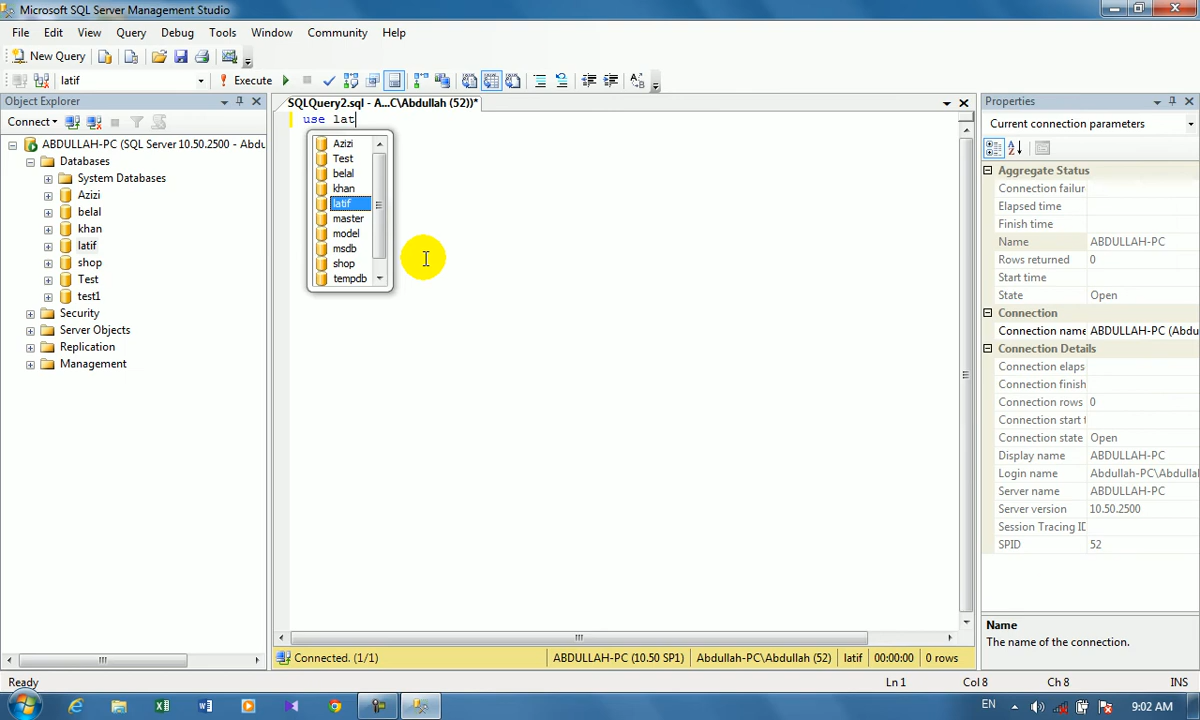 Microsoft SQL Server Management Studio
File Edit View Query Debug Tools Window Community Help
New Query
latif Execute
Object Explorer
Connect
ABDULLAH-PC (SQL Server 10.50.2500 - Abdu
Databases
System Databases
Azizi
belal
khan
latif
shop
Test
test1
Security
Server Objects
Replication
Management
SQLQuery2.sql - A...C\Abdullah (52))*
use lat
Azizi
Test
belal
khan
latif
master
model
msdb
shop
tempdb
Connected. (1/1) ABDULLAH-PC (10.50 SP1) Abdullah-PC\Abdullah (52) latif 00:00:00 0 rows
Properties
Current connection parameters
Aggregate Status
Connection failur
Elapsed time
Finish time
Name ABDULLAH-PC
Rows returned 0
Start time
State Open
Connection
Connection name ABDULLAH-PC (Abdu
Connection Details
Connection elaps
Connection finish
Connection rows 0
Connection start t
Connection state Open
Display name ABDULLAH-PC
Login name Abdullah-PC\Abdullah
Server name ABDULLAH-PC
Server version 10.50.2500
Session Tracing ID
SPID 52
Name
The name of the connection.
Ready Ln 1 Col 8 Ch 8 INS
EN 9:02 AM